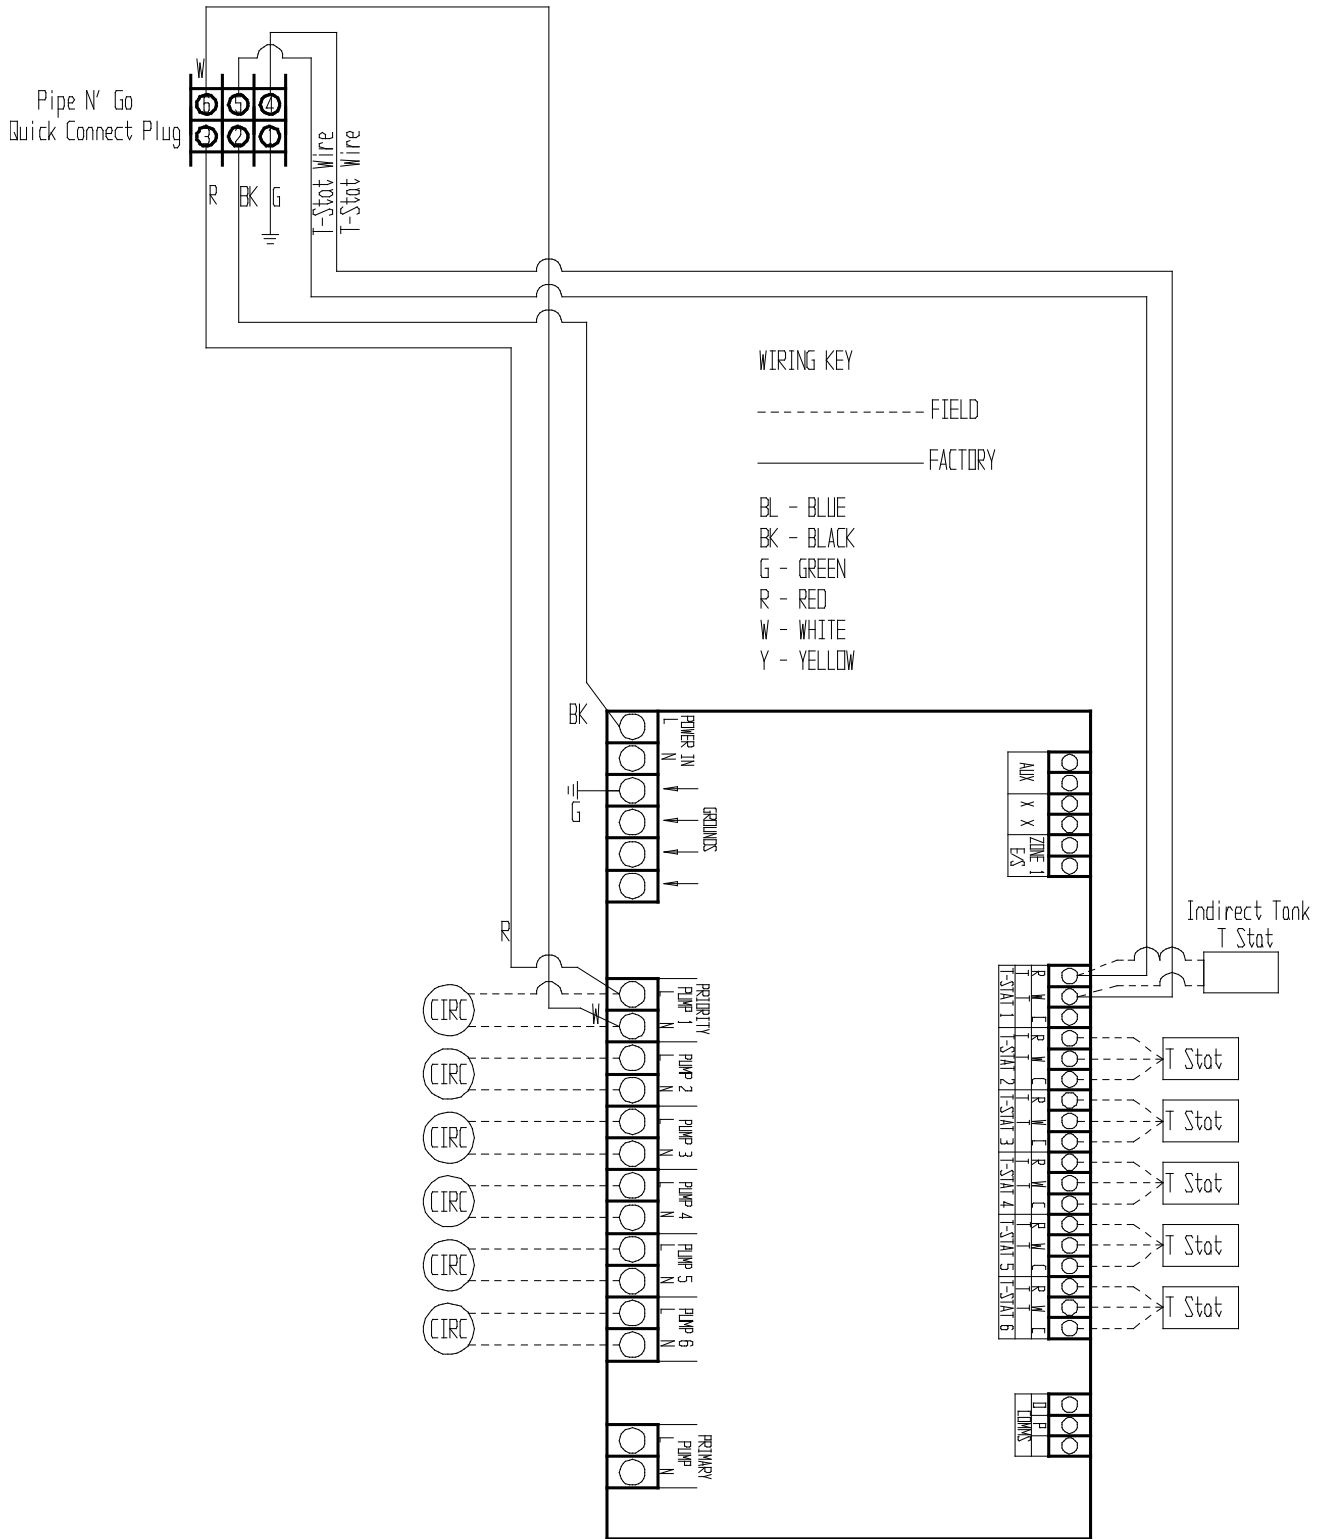 W
Pipe N' Go
Quick Connect Plug
6 5 4
3 2 1
R BK G
T-Stat Wire
T-Stat Wire
WIRING KEY
FIELD
FACTORY
BL - BLUE
BK - BLACK
G - GREEN
R - RED
W - WHITE
Y - YELLOW
BK
POWER IN
L
N
G
GROUNDS
AUX
X X
ZONE 1
E/S
Indirect Tank
T Stat
R
W
PRIORITY
PUMP 1
L
N
PUMP 2
L
N
PUMP 3
L
N
PUMP 4
L
N
PUMP 5
L
N
PUMP 6
L
N
CIRC
CIRC
CIRC
CIRC
CIRC
CIRC
PRIMARY
PUMP
L
N
R W C
T T
T-STAT 1
R W C
T T
T-STAT 2
R W C
T T
T-STAT 3
R W C
T T
T-STAT 4
R W C
T T
T-STAT 5
R W C
T T
T-STAT 6
T Stat
T Stat
T Stat
T Stat
T Stat
P
COMMS